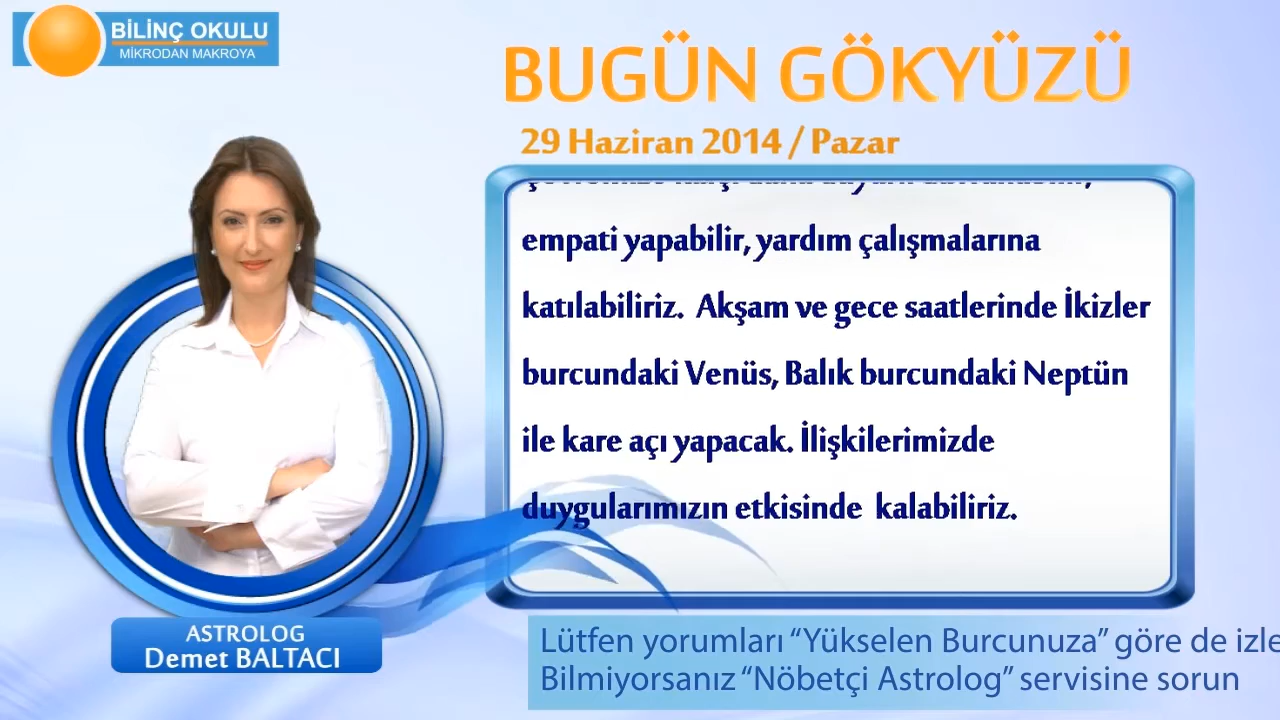 BİLİNÇ OKULU
MİKRODAN MAKROYA
BUGÜN GÖKYÜZÜ
29 Haziran 2014 / Pazar
empati yapabilir, yardım çalışmalarına
katılabiliriz. Akşam ve gece saatlerinde İkizler
burcundaki Venüs, Balık burcundaki Neptün
ile kare açı yapacak. İlişkilerimizde
duygularımızın etkisinde kalabiliriz.
ASTROLOG
Demet BALTACI
Lütfen yorumları “Yükselen Burcunuza” göre de izle
Bilmiyorsanız “Nöbetçi Astrolog” servisine sorun